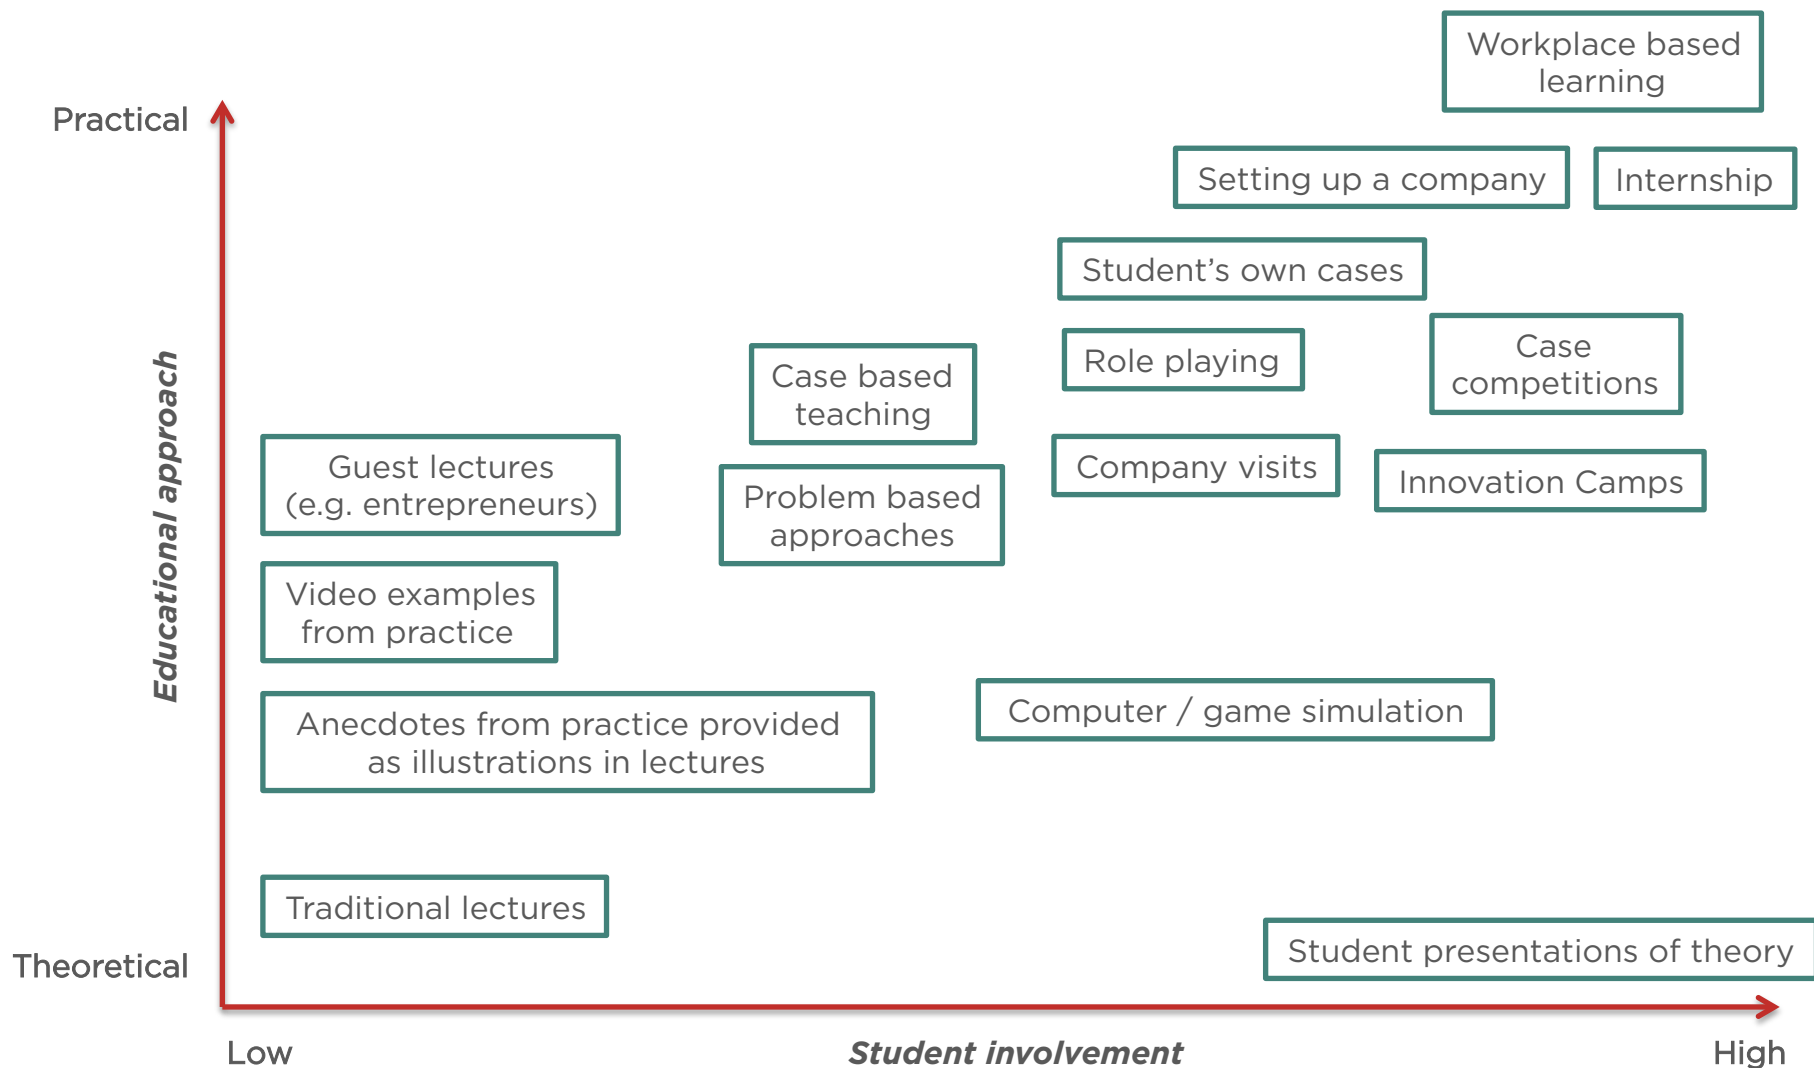 Workplace based
learning
Practical
Setting up a company
Internship
Student’s own cases
Case based
teaching
Role playing
Case
competitions
Educational approach
Guest lectures
(e.g. entrepreneurs)
Problem based
approaches
Company visits
Innovation Camps
Video examples
from practice
Anecdotes from practice provided
as illustrations in lectures
Computer / game simulation
Traditional lectures
Student presentations of theory
Theoretical
Low
Student involvement
High